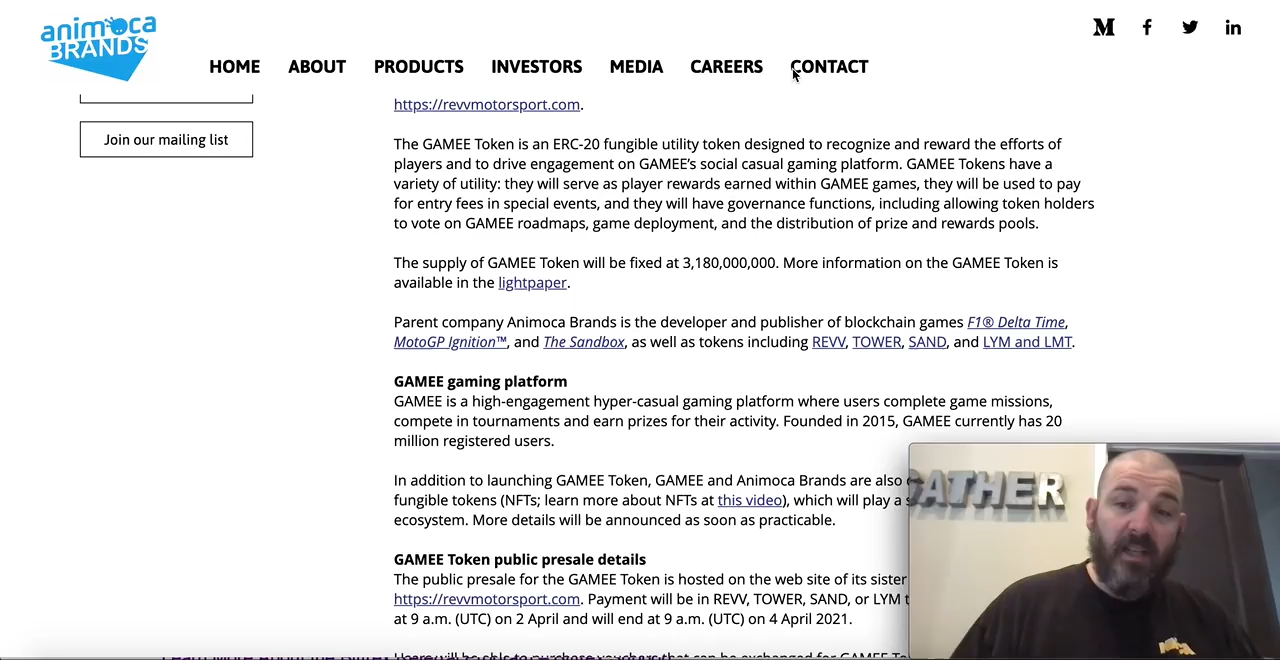 animoca
BRANDS
HOME ABOUT PRODUCTS INVESTORS MEDIA CAREERS CONTACT
Join our mailing list
https://revvmotorsport.com.
The GAMEE Token is an ERC-20 fungible utility token designed to recognize and reward the efforts of
players and to drive engagement on GAMEE’s social casual gaming platform. GAMEE Tokens have a
variety of utility: they will serve as player rewards earned within GAMEE games, they will be used to pay
for entry fees in special events, and they will have governance functions, including allowing token holders
to vote on GAMEE roadmaps, game deployment, and the distribution of prize and rewards pools.
The supply of GAMEE Token will be fixed at 3,180,000,000. More information on the GAMEE Token is
available in the lightpaper.
Parent company Animoca Brands is the developer and publisher of blockchain games F1® Delta Time,
MotoGP Ignition™, and The Sandbox, as well as tokens including REVV, TOWER, SAND, and LYM and LMT.
GAMEE gaming platform
GAMEE is a high-engagement hyper-casual gaming platform where users complete game missions,
compete in tournaments and earn prizes for their activity. Founded in 2015, GAMEE currently has 20
million registered users.
In addition to launching GAMEE Token, GAMEE and Animoca Brands are also
fungible tokens (NFTs; learn more about NFTs at this video), which will play a
ecosystem. More details will be announced as soon as practicable.
GAMEE Token public presale details
The public presale for the GAMEE Token is hosted on the web site of its sister
https://revvmotorsport.com. Payment will be in REVV, TOWER, SAND, or LYM
at 9 a.m. (UTC) on 2 April and will end at 9 a.m. (UTC) on 4 April 2021.
GATHER